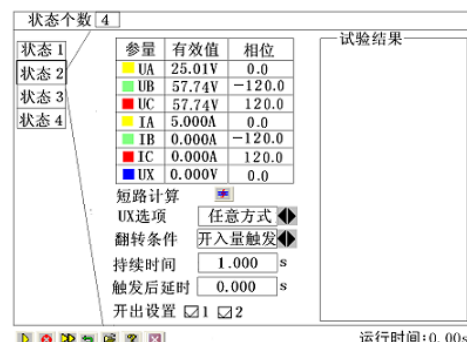 状态个数 4
试验结果
状态 1
状态 2
状态 3
状态 4
参量 有效值 相位
UA 25.01V 0.0
UB 57.74V -120.0
UC 57.74V 120.0
IA 5.000A 0.0
IB 0.000A -120.0
IC 0.000A 120.0
UX 0.000V 0.0
短路计算
UX选项 任意方式
翻转条件 开入量触发
持续时间 1.000 s
触发后延时 0.000 s
开出设置 ☑1 ☑2
运行时间:0.00s